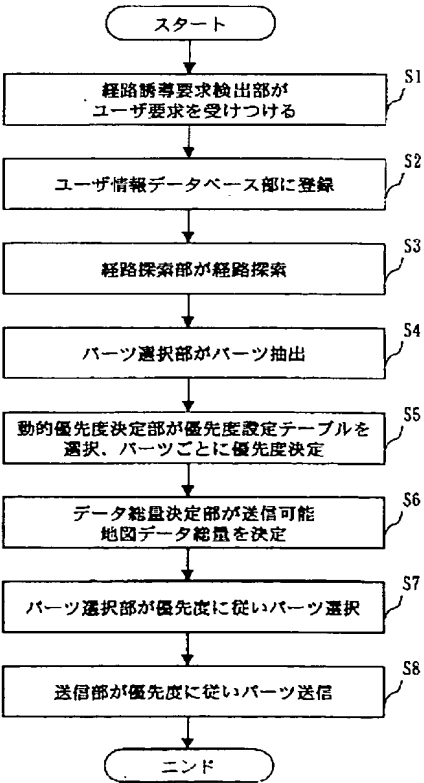 スタート
S1
経路誘導要求検出部が
ユーザ要求を受けつける
S2
ユーザ情報データベース部に登録
S3
経路探索部が経路探索
S4
パーツ選択部がパーツ抽出
S5
動的優先度決定部が優先度設定テーブルを
選択、パーツごとに優先度決定
S6
データ総量決定部が送信可能
地図データ総量を決定
S7
パーツ選択部が優先度に従いパーツ選択
S8
送信部が優先度に従いパーツ送信
エンド